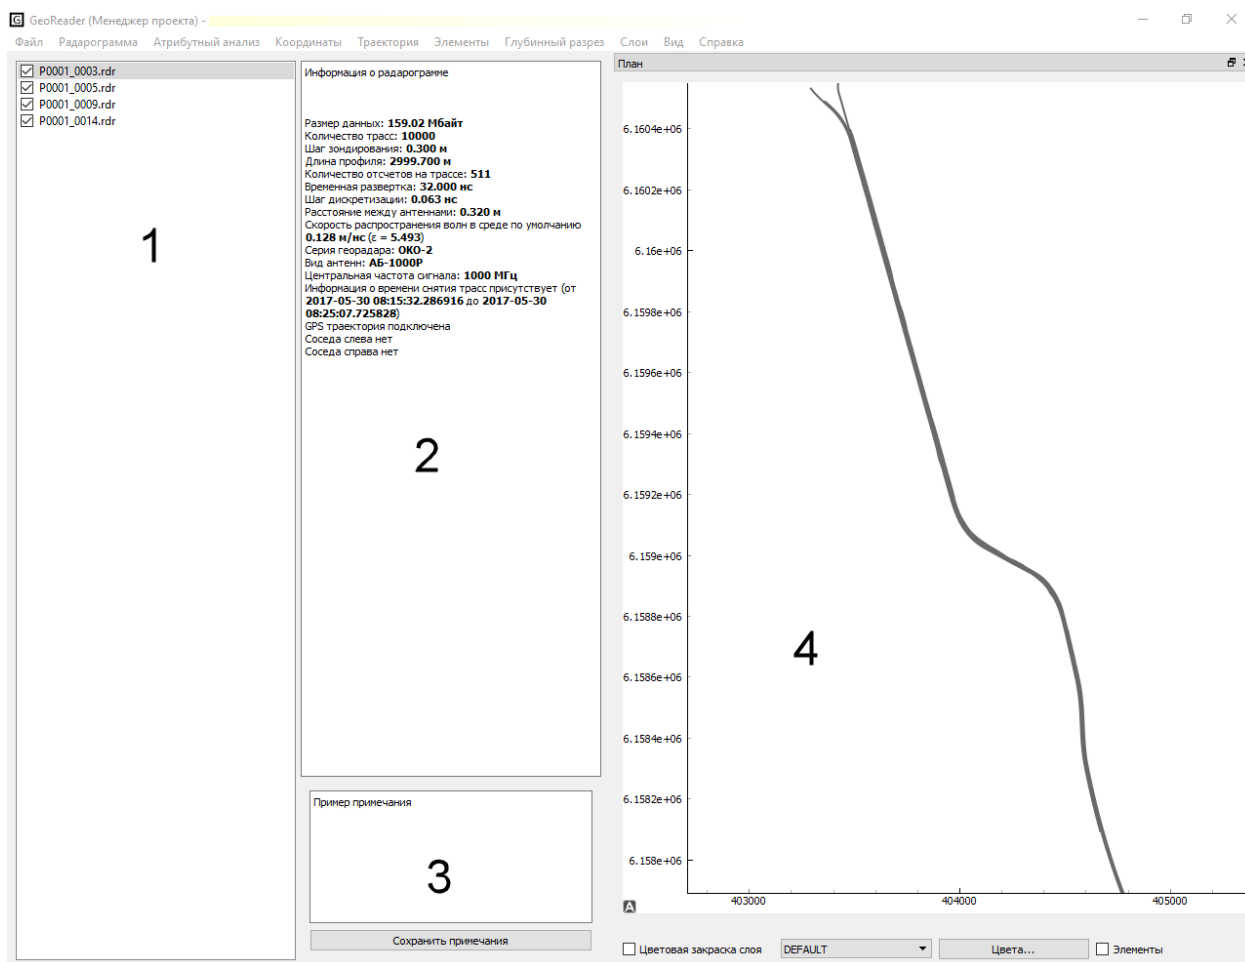 GeoReader (Менеджер проекта) -
Файл Радарограмма Атрибутный анализ Координаты Траектория Элементы Глубинный разрез Слои Вид Справка
P0001_0003.rdr
P0001_0005.rdr
P0001_0009.rdr
P0001_0014.rdr
1
Информация о радарограмме
Размер данных: 159.02 Мбайт
Количество трасс: 10000
Шаг зондирования: 0.300 м
Длина профиля: 2999.700 м
Количество отсчетов на трассе: 511
Временная развертка: 32.000 нс
Шаг дискретизации: 0.063 нс
Расстояние между антеннами: 0.320 м
Скорость распространения волн в среде по умолчанию
0.128 м/нс (ε = 5.493)
Серия георадара: ОКО-2
Вид антенн: АБ-1000Р
Центральная частота сигнала: 1000 МГц
Информация о времени снятия трасс присутствует (от
2017-05-30 08:15:32.286916 до 2017-05-30
08:25:07.725828)
GPS траектория подключена
Соседа слева нет
Соседа справа нет
2
Пример примечания
3
Сохранить примечания
План
6.1604e+06
6.1602e+06
6.16e+06
6.1598e+06
6.1596e+06
6.1594e+06
6.1592e+06
6.159e+06
6.1588e+06
6.1586e+06
6.1584e+06
6.1582e+06
6.158e+06
4
403000 404000 405000
A
Цветовая закраска слоя DEFAULT Цвета... Элементы